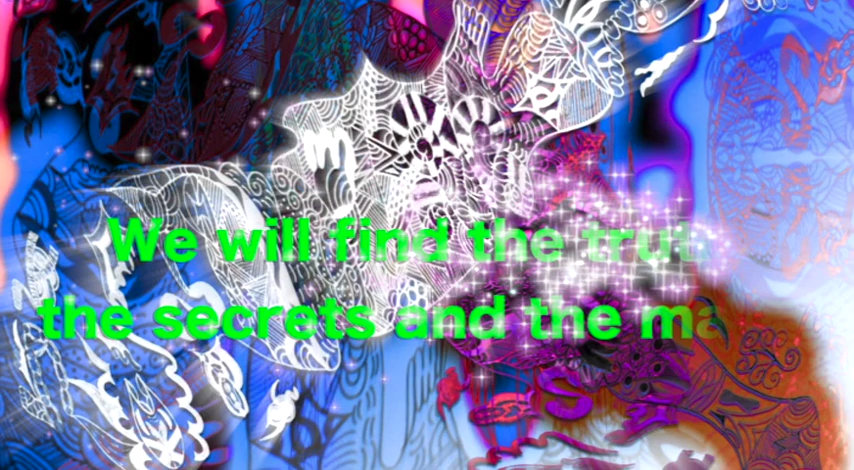 We will find the
the secrets and the